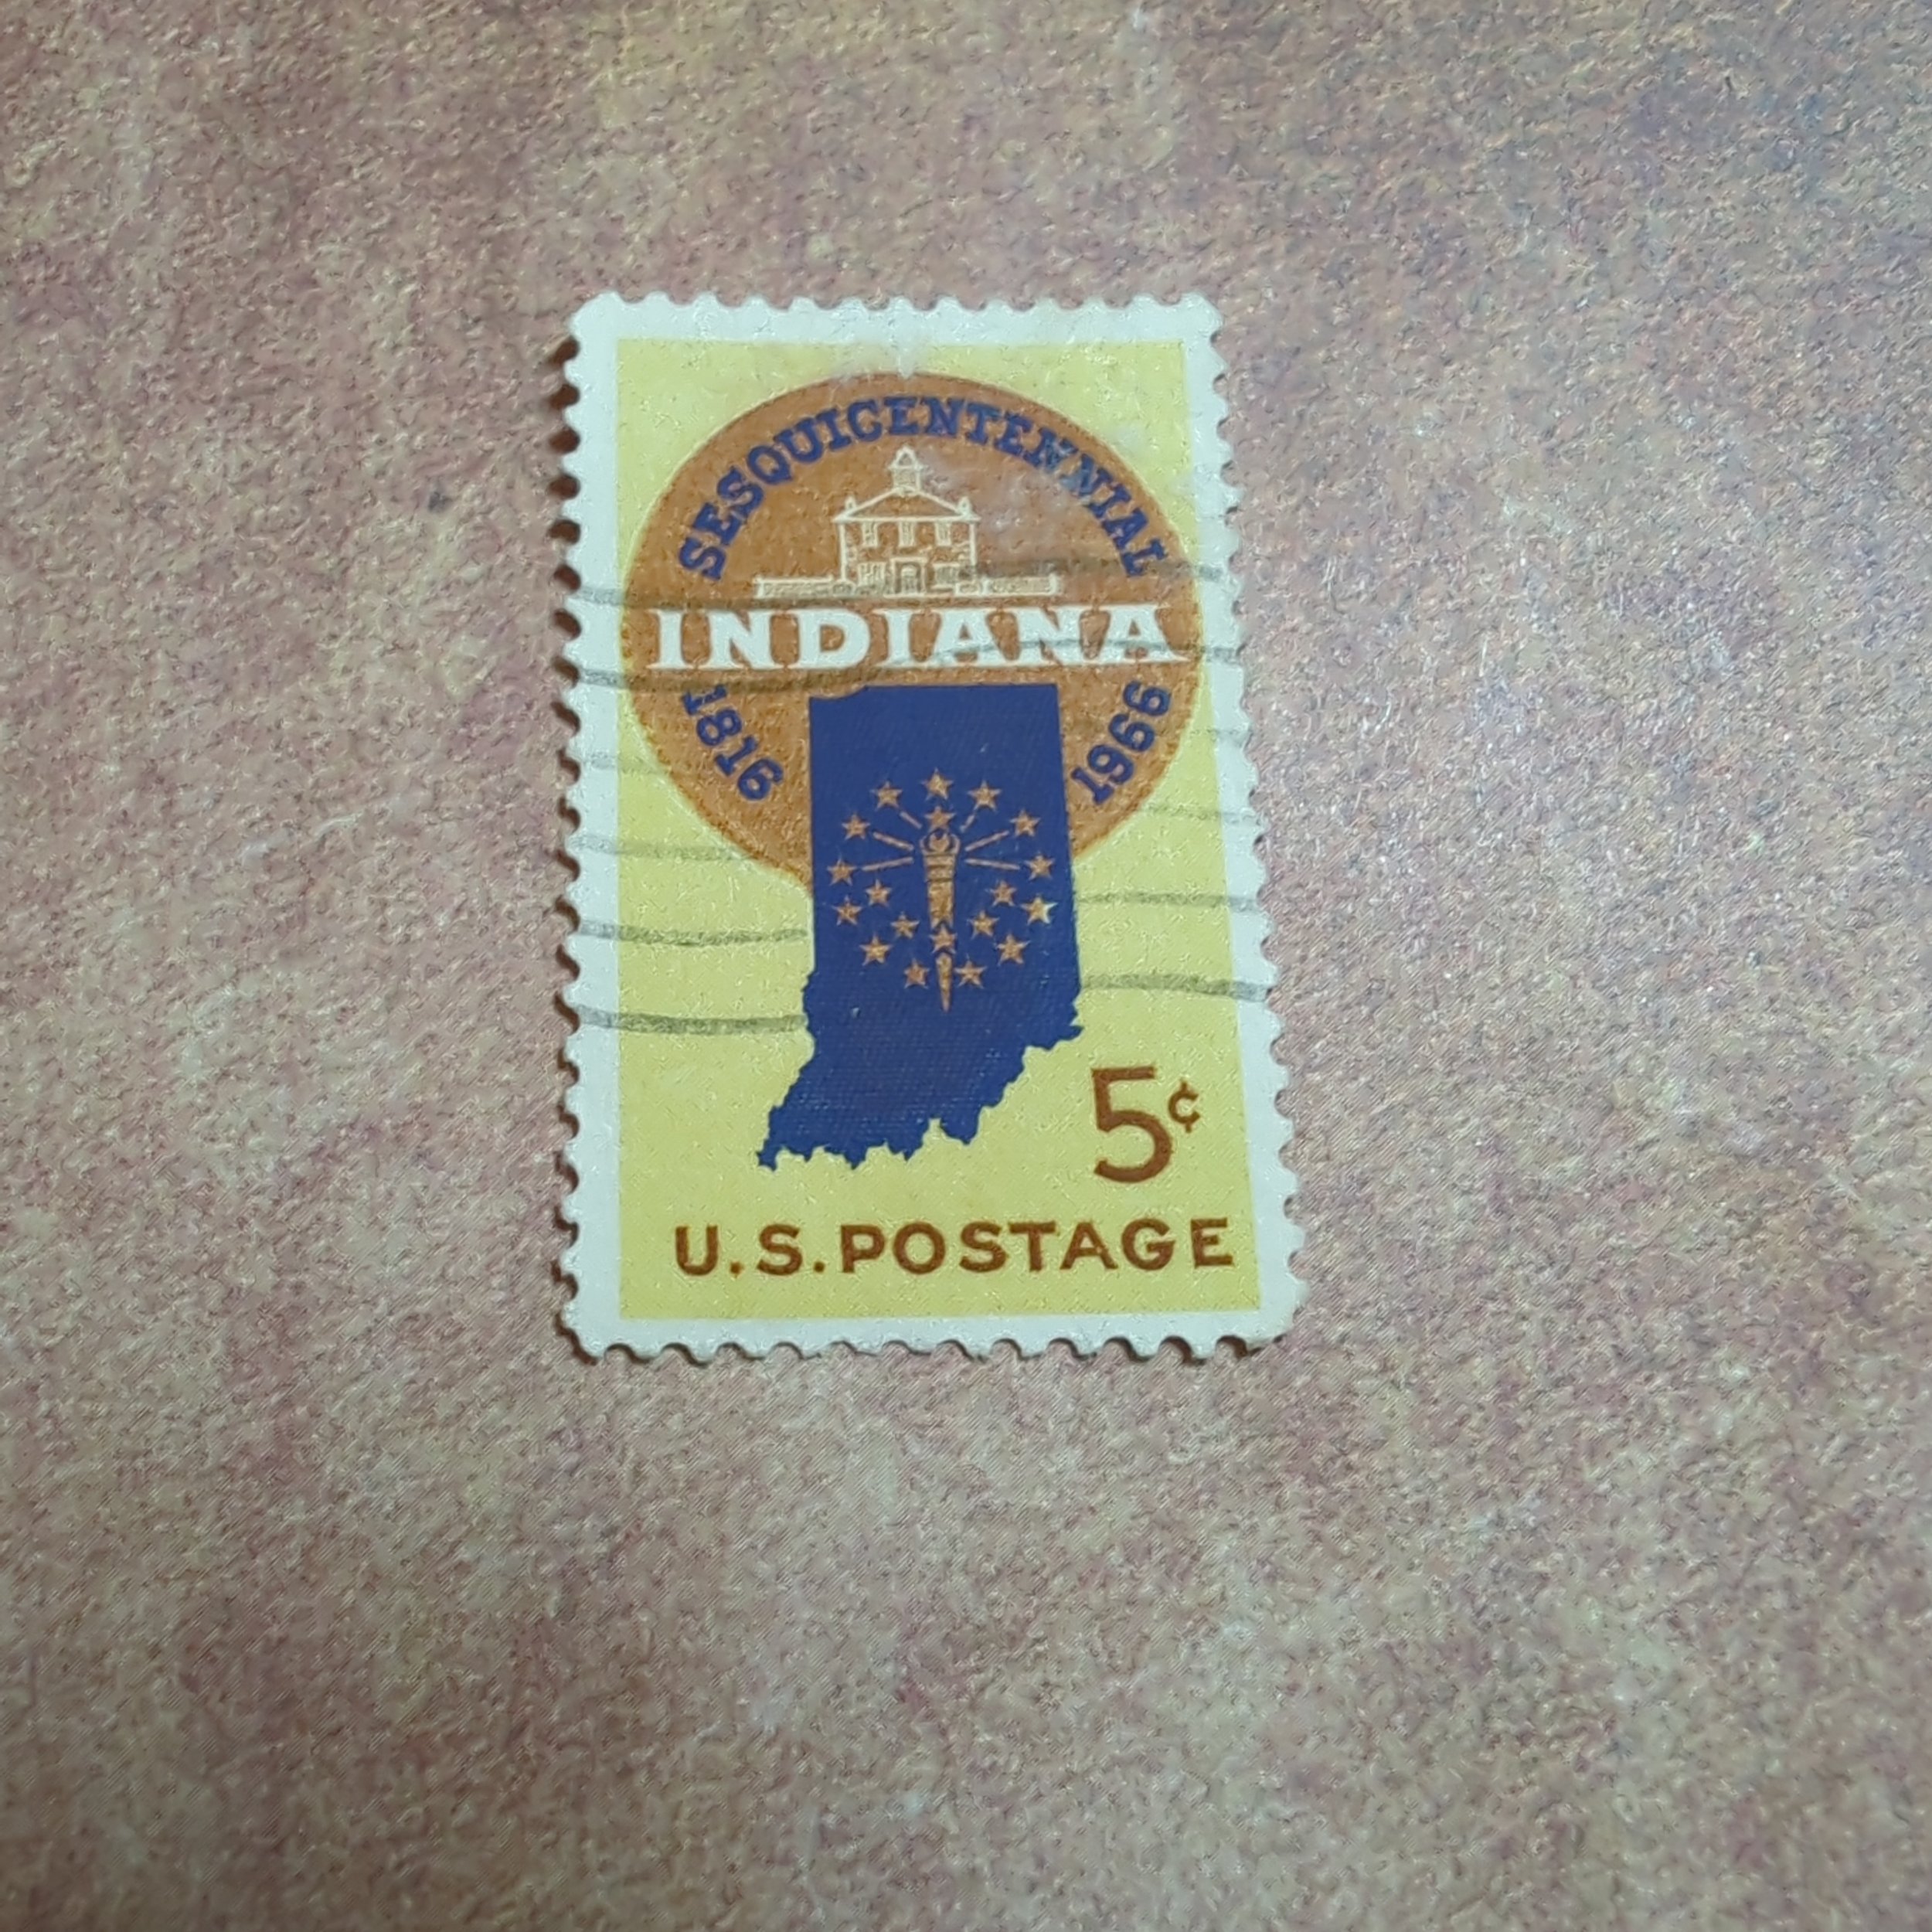 SESQUICENTENNIAL
INDIANA
1816 1966
5¢
U.S. POSTAGE